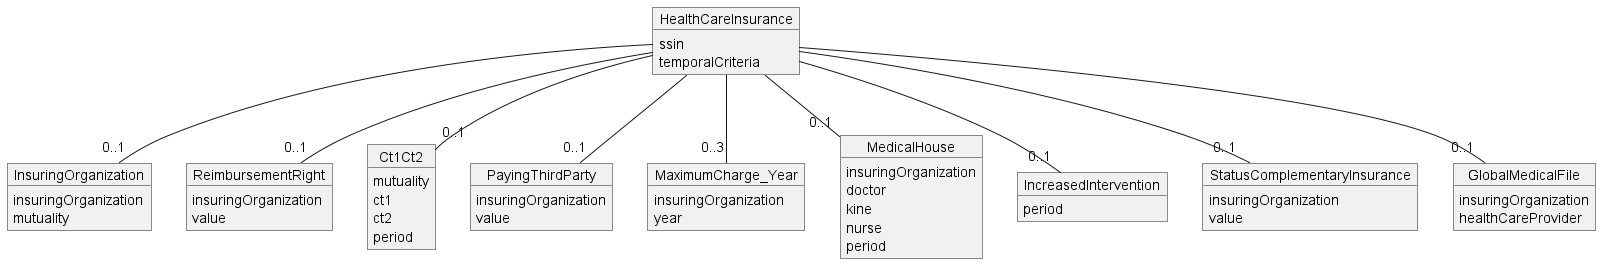 HealthCareInsurance
ssin
temporalCriteria
0..1
0..1
0..1
0..1
0..3
0..1
0..1
0..1
0..1
InsuringOrganization
insuringOrganization
mutuality
ReimbursementRight
insuringOrganization
value
Ct1Ct2
mutuality
ct1
ct2
period
PayingThirdParty
insuringOrganization
value
MaximumCharge_Year
insuringOrganization
year
MedicalHouse
insuringOrganization
doctor
kine
nurse
period
IncreasedIntervention
period
StatusComplementaryInsurance
insuringOrganization
value
GlobalMedicalFile
insuringOrganization
healthCareProvider